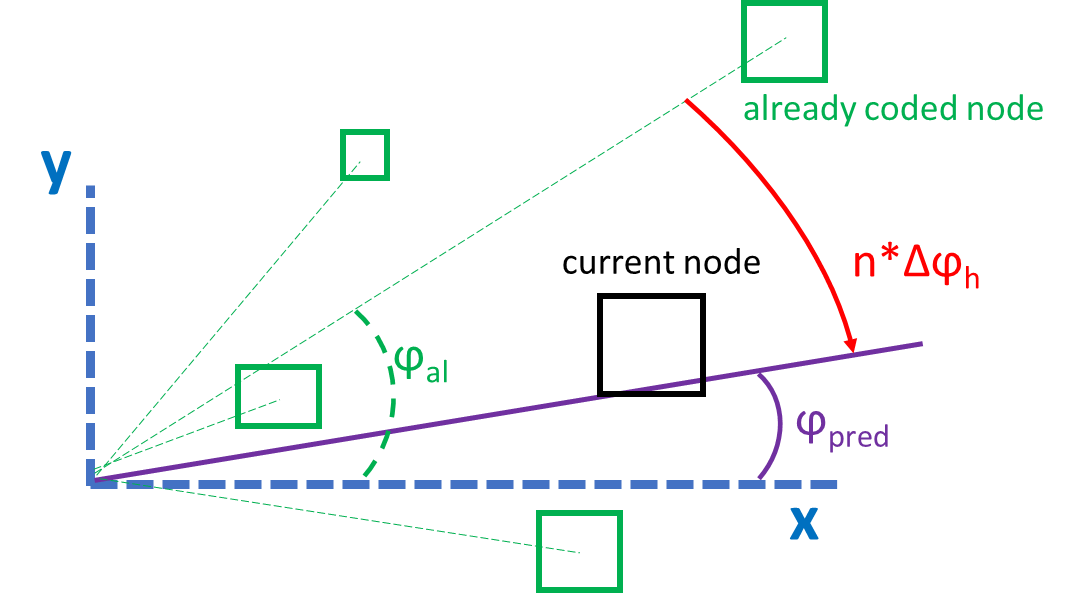 already coded node
y
current node
n*Δφh
φal
φpred
x